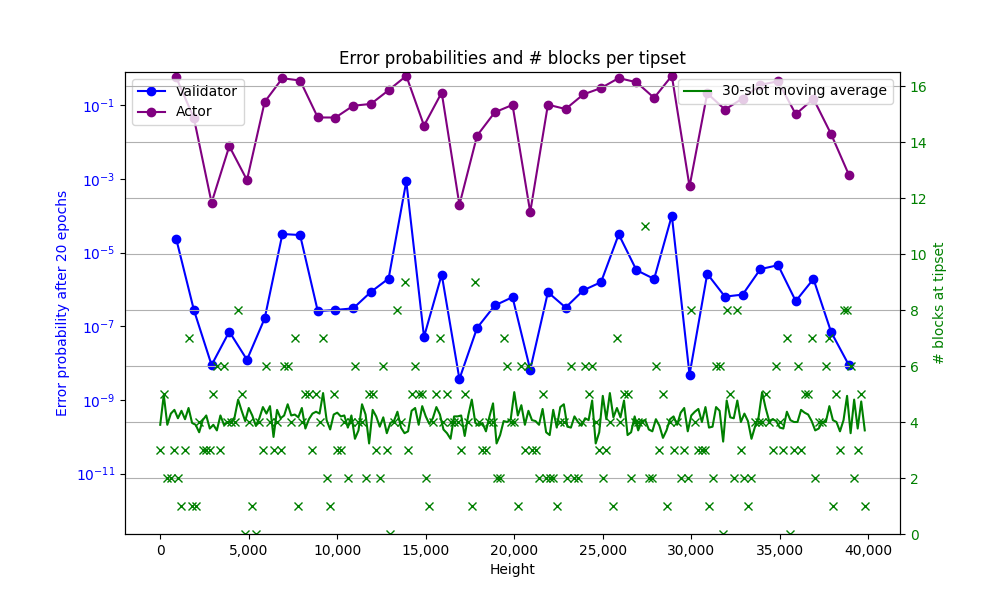 Error probabilities and # blocks per tipset
Validator
Actor
30-slot moving average
Error probability after 20 epochs
10⁻¹
10⁻³
10⁻⁵
10⁻⁷
10⁻⁹
10⁻¹¹
16
14
12
10
8
6
4
2
0
# blocks at tipset
0 5,000 10,000 15,000 20,000 25,000 30,000 35,000 40,000
Height